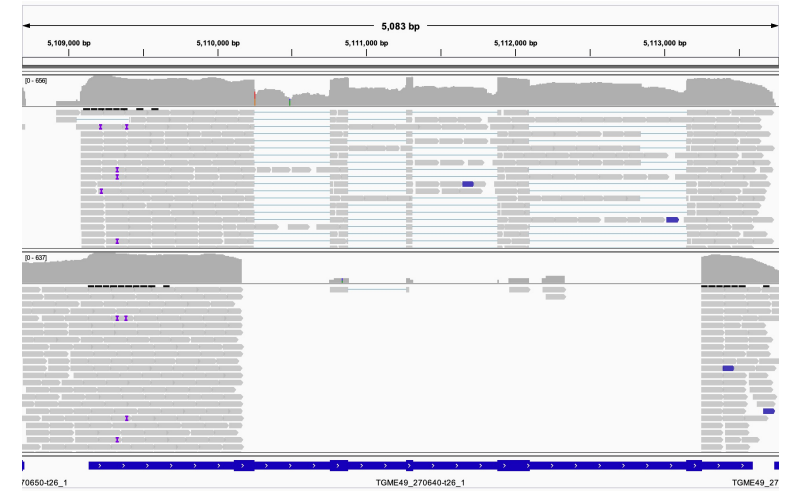 5,083 bp
5,109,000 bp 5,110,000 bp 5,111,000 bp 5,112,000 bp 5,113,000 bp
[0 - 656]
[0 - 637]
70650-t26_1 TGME49_270640-t26_1 TGME49_27